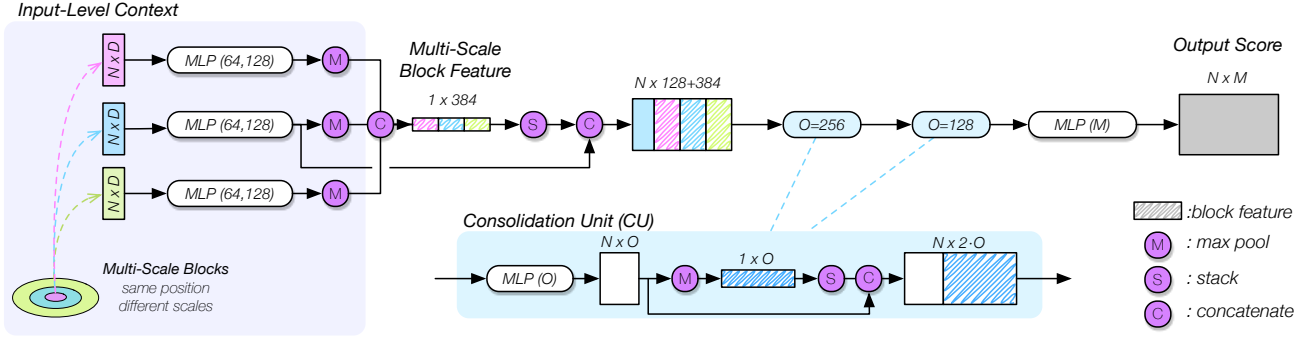 Input-Level Context
N x D
MLP (64,128)
M
Multi-Scale
Block Feature
1 x 384
N x D
MLP (64,128)
M
C
S
C
N x 128+384
O=256
O=128
MLP (M)
Output Score
N x M
N x D
MLP (64,128)
M
Multi-Scale Blocks
same position
different scales
Consolidation Unit (CU)
MLP (O)
N x O
M
1 x O
S
C
N x 2·O
:block feature
M : max pool
S : stack
C : concatenate